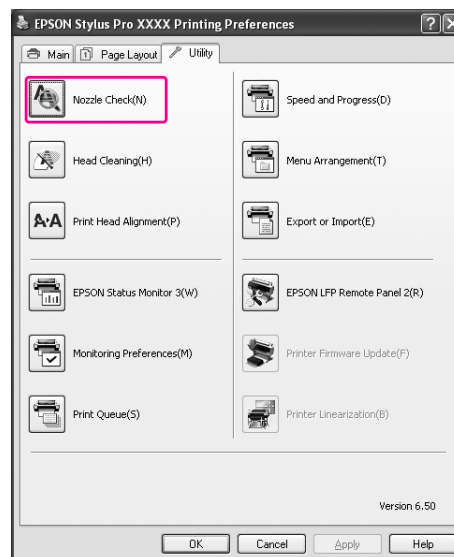 EPSON Stylus Pro XXXX Printing Preferences
Main Page Layout Utility
Nozzle Check(N)
Speed and Progress(D)
Head Cleaning(H)
Menu Arrangement(T)
Print Head Alignment(P)
Export or Import(E)
EPSON Status Monitor 3(W)
EPSON LFP Remote Panel 2(R)
Monitoring Preferences(M)
Printer Firmware Update(F)
Print Queue(S)
Printer Linearization(B)
Version 6.50
OK Cancel Apply Help